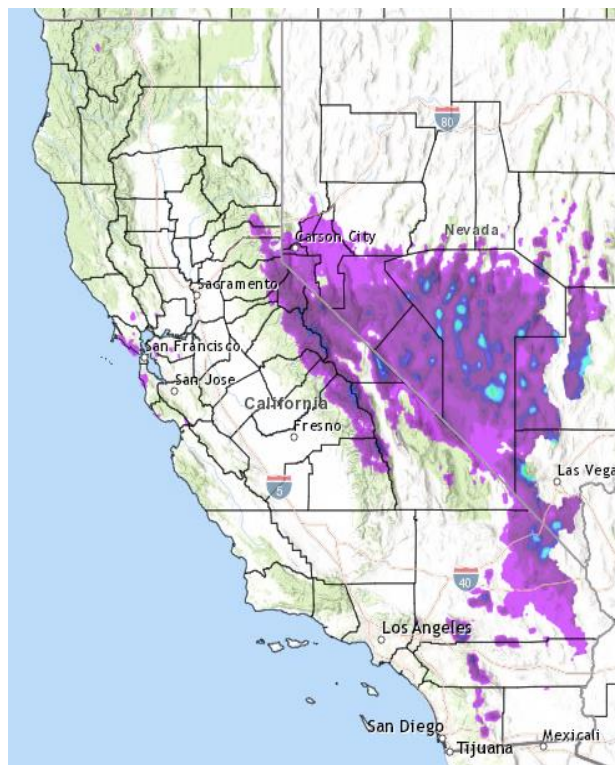 80
Nevada
Carson City
Sacramento
San Francisco
San Jose
California
Fresno
5
Las Vega
40
Los Angeles
San Diego
Tijuana
Mexicali